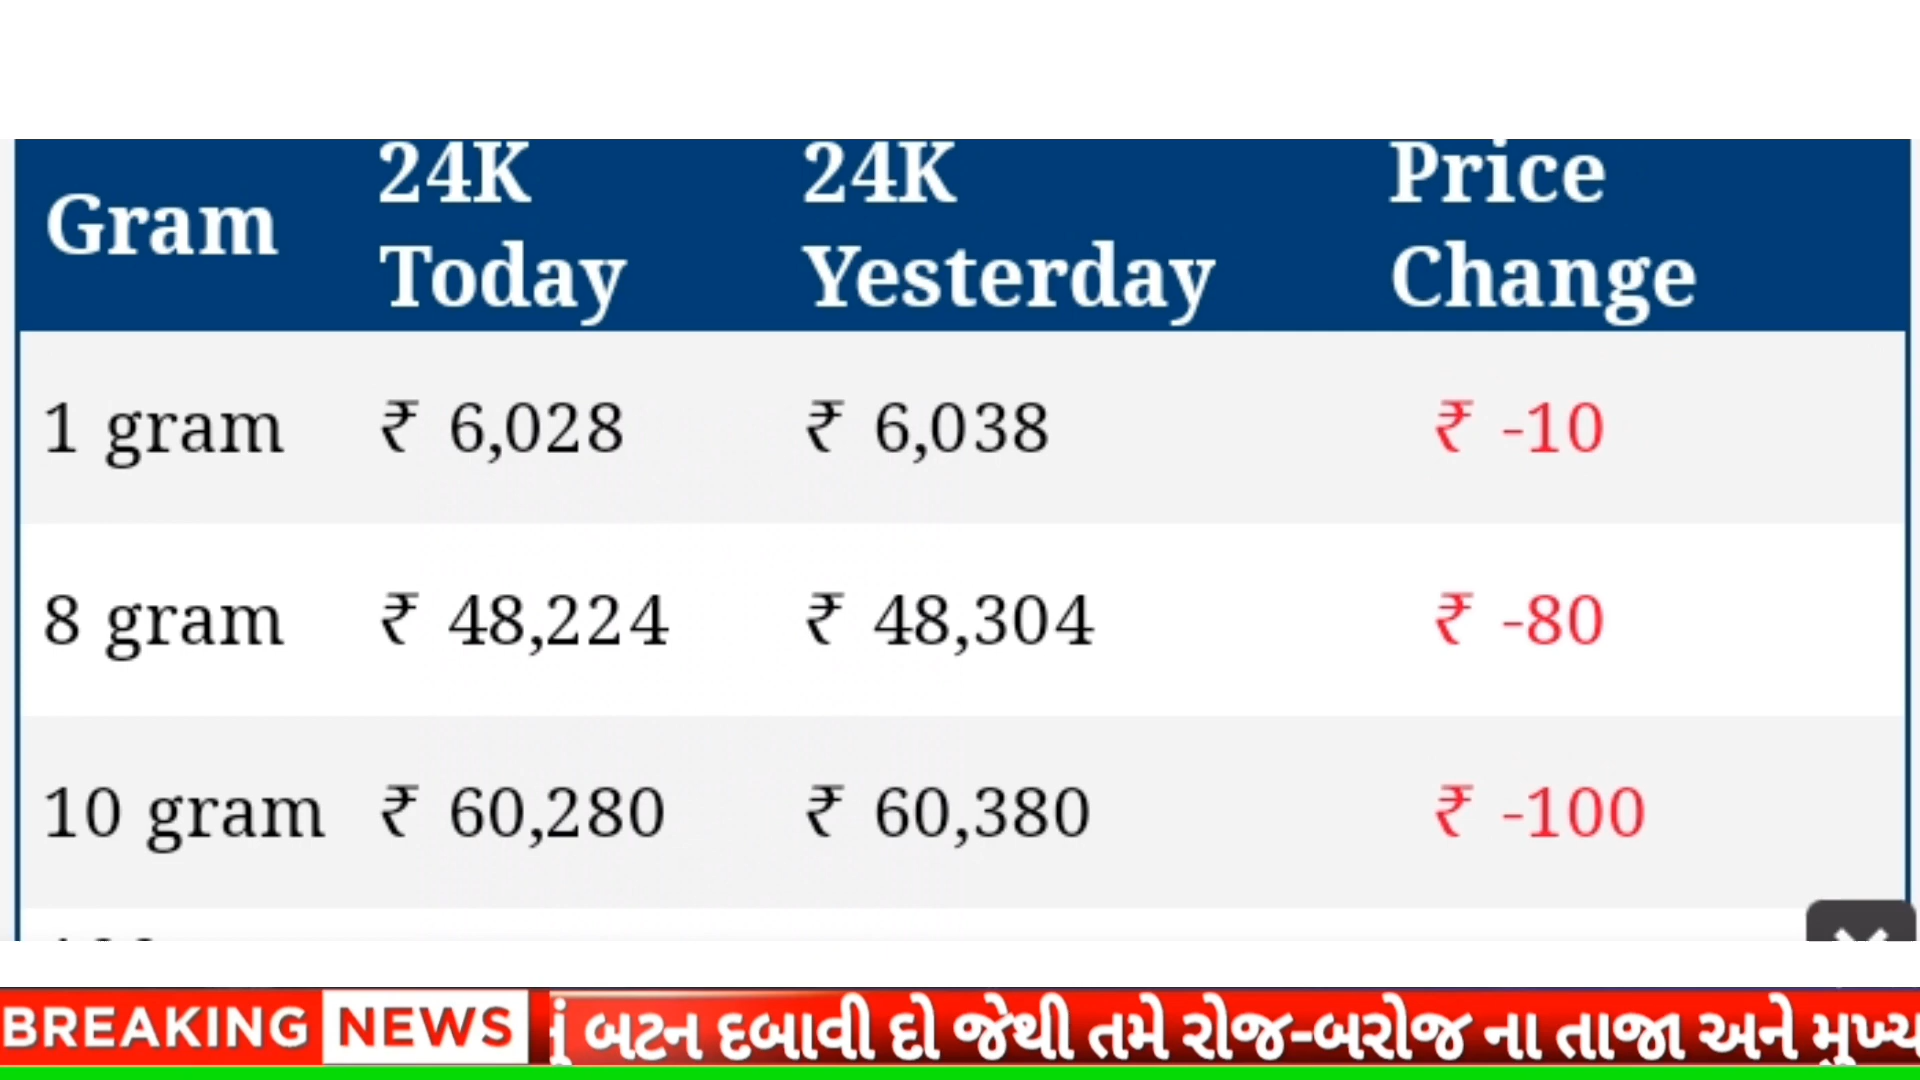 Gram 24K Today 24K Yesterday Price Change
1 gram ₹ 6,028 ₹ 6,038 ₹ -10
8 gram ₹ 48,224 ₹ 48,304 ₹ -80
10 gram ₹ 60,280 ₹ 60,380 ₹ -100
BREAKING NEWS બટન દબાવી દો જેથી તમે રોજ-બરોજ ના તાજા અને